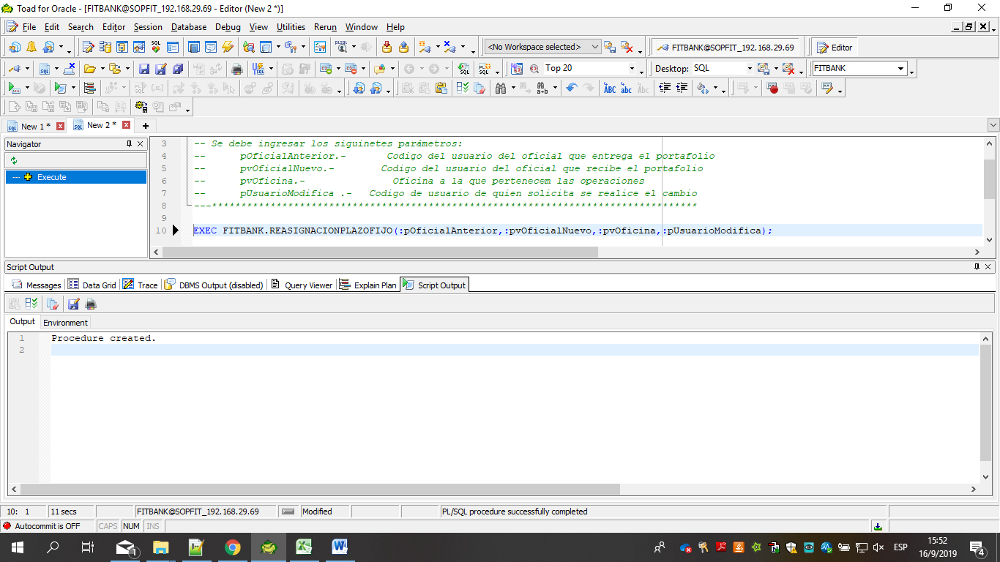 Toad for Oracle - [FITBANK@SOPFIT_192.168.29.69 - Editor (New 2 *)]
File Edit Search Editor Session Database Debug View Utilities Rerun Window Help
<No Workspace selected> FITBANK@SOPFIT_192.168.29.69 Editor
Top 20 Desktop: SQL FITBANK
New 1 * New 2 *
Navigator
Execute
3 -- Se debe ingresar los siguinetes parámetros:
4 -- pOficialAnterior.- Codigo del usuario del oficial que entrega el portafolio
5 -- pvOficialNuevo.- Codigo del usuario del oficial que recibe el portafolio
6 -- pvOficina.- Oficina a la que pertenecem las operaciones
7 -- pUsuarioModifica .- Codigo de usuario de quien solicita se realice el cambio
8 ---***********************************************************************************
9
10 EXEC FITBANK.REASIGNACIONPLAZOFIJO(:pOficialAnterior,:pvOficialNuevo,:pvOficina,:pUsuarioModifica);
Script Output
Messages Data Grid Trace DBMS Output (disabled) Query Viewer Explain Plan Script Output
Output Environment
1 Procedure created.
2
10: 1 11 secs FITBANK@SOPFIT_192.168.29.69 Modified PL/SQL procedure successfully completed
Autocommit is OFF CAPS NUM INS
1 ESP 15:52
16/9/2019 4